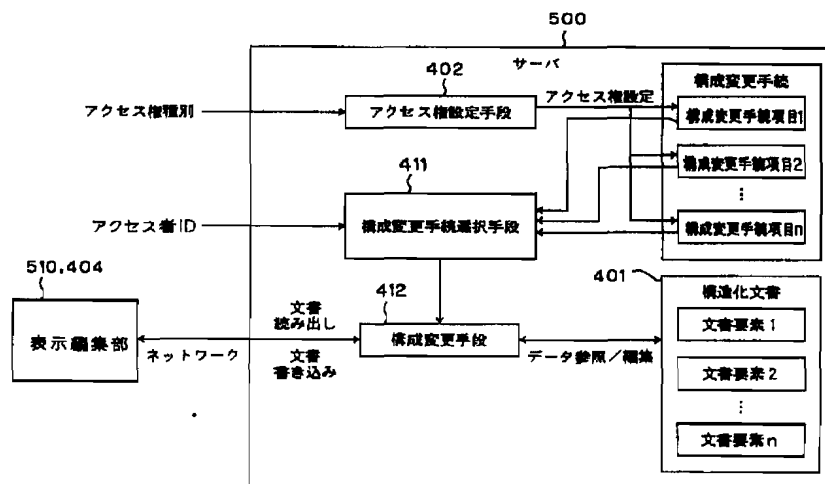 500
サーバ
402
構成変更手続
アクセス権種別
アクセス権設定手段
アクセス権設定
構成変更手続項目1
構成変更手続項目2
⋮
構成変更手続項目n
411
アクセス者ID
構成変更手続選択手段
401
構造化文書
510,404
412
文書
読み出し
文書要素1
表示編集部
ネットワーク
構成変更手段
データ参照/編集
文書
書き込み
文書要素2
⋮
文書要素n